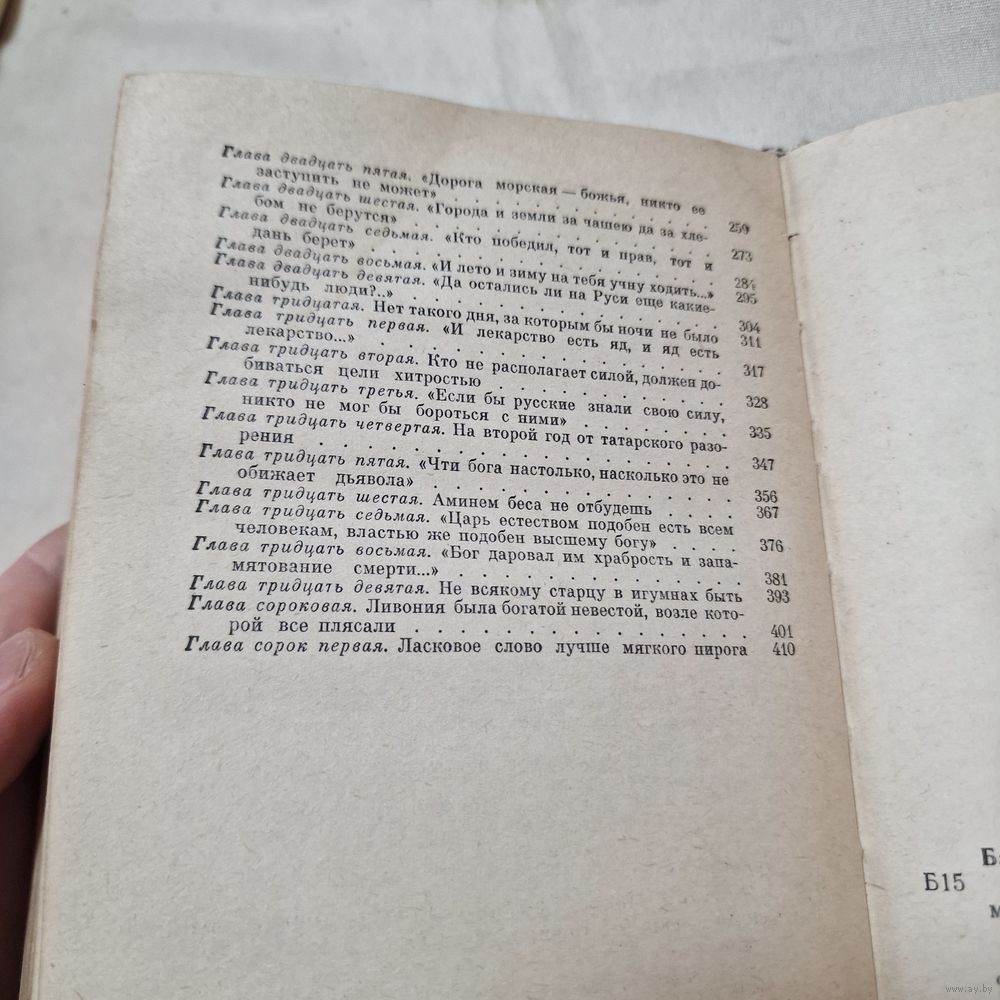 Глава двадцать пятая. «Дорога морская — божья, никто ее
заступить не может» . . . . . . . . . . . . 259
Глава двадцать шестая. «Города и земли за чашею да за хле-
бом не берутся» . . . . . . . . . . . . . 273
Глава двадцать седьмая. «Кто победил, тот и прав, тот и
дань берет» . . . . . . . . . . . . . . 284
Глава двадцать восьмая. «И лето и зиму на тебя учну ходить...» 295
Глава двадцать девятая. «Да остались ли на Руси еще какие-
нибудь люди?..» . . . . . . . . . . . . . 304
Глава тридцатая. Нет такого дня, за которым бы ночи не было 311
Глава тридцать первая. «И лекарство есть яд, и яд есть
лекарство...» . . . . . . . . . . . . . 317
Глава тридцать вторая. Кто не располагает силой, должен до-
биваться цели хитростью . . . . . . . . . . 328
Глава тридцать третья. «Если бы русские знали свою силу,
никто не мог бы бороться с ними» . . . . . . . 335
Глава тридцать четвертая. На второй год от татарского разо-
рения . . . . . . . . . . . . . . . . 347
Глава тридцать пятая. «Чти бога настолько, насколько это не
обижает дьявола» . . . . . . . . . . . . . 356
Глава тридцать шестая. Аминем беса не отбудешь . . . . . 367
Глава тридцать седьмая. «Царь естеством подобен есть всем
человекам, властью же подобен высшему богу» . . . . 376
Глава тридцать восьмая. «Бог даровал им храбрость и запа-
мятование смерти...» . . . . . . . . . . . . 381
Глава тридцать девятая. Не всякому старцу в игумнах быть 393
Глава сороковая. Ливония была богатой невестой, возле кото-
рой все плясали . . . . . . . . . . . . . 401
Глава сорок первая. Ласковое слово лучше мягкого пирога 410
Б15
www.ay.by